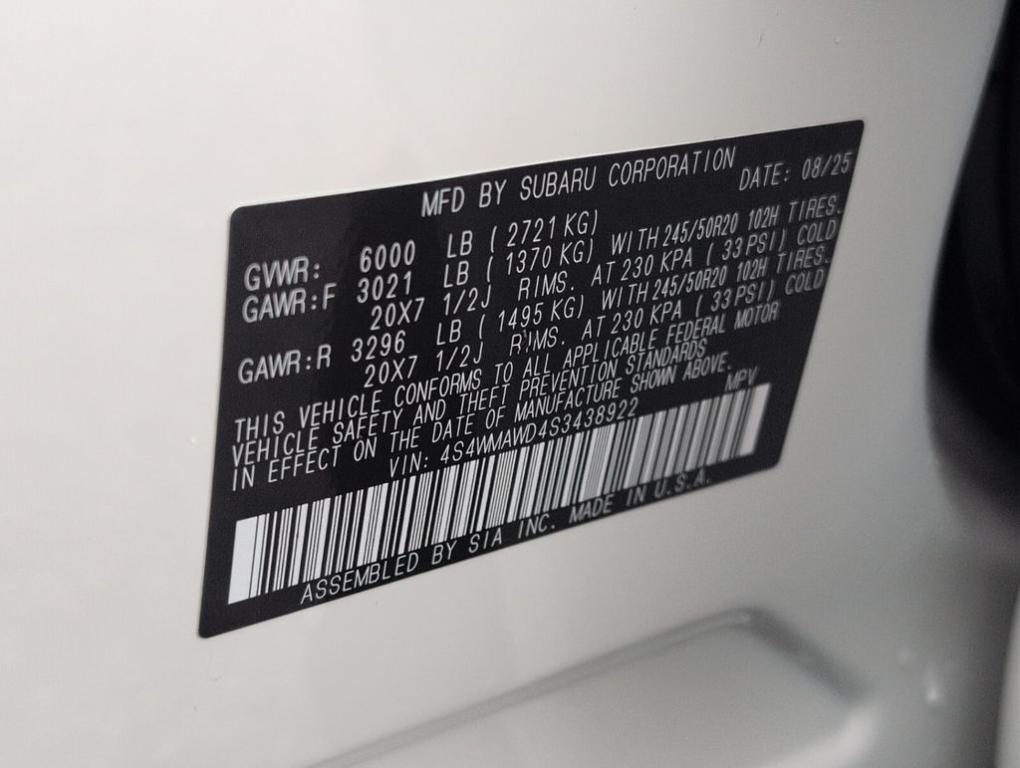 MFD BY SUBARU CORPORATION DATE: 08/25
GVWR: 6000 LB (2721 KG)
GAWR:F 3021 LB (1370 KG) WITH 245/50R20 102H TIRES.
20X7 1/2J RIMS. AT 230 KPA (33 PSI) COLD
GAWR:R 3296 LB (1495 KG) WITH 245/50R20 102H TIRES.
20X7 1/2J RIMS. AT 230 KPA (33 PSI) COLD
THIS VEHICLE CONFORMS TO ALL APPLICABLE FEDERAL MOTOR
VEHICLE SAFETY AND THEFT PREVENTION STANDARDS
IN EFFECT ON THE DATE OF MANUFACTURE SHOWN ABOVE.
VIN: 4S4WMAWD4S3438922 MPV
ASSEMBLED BY SIA INC. MADE IN U.S.A.